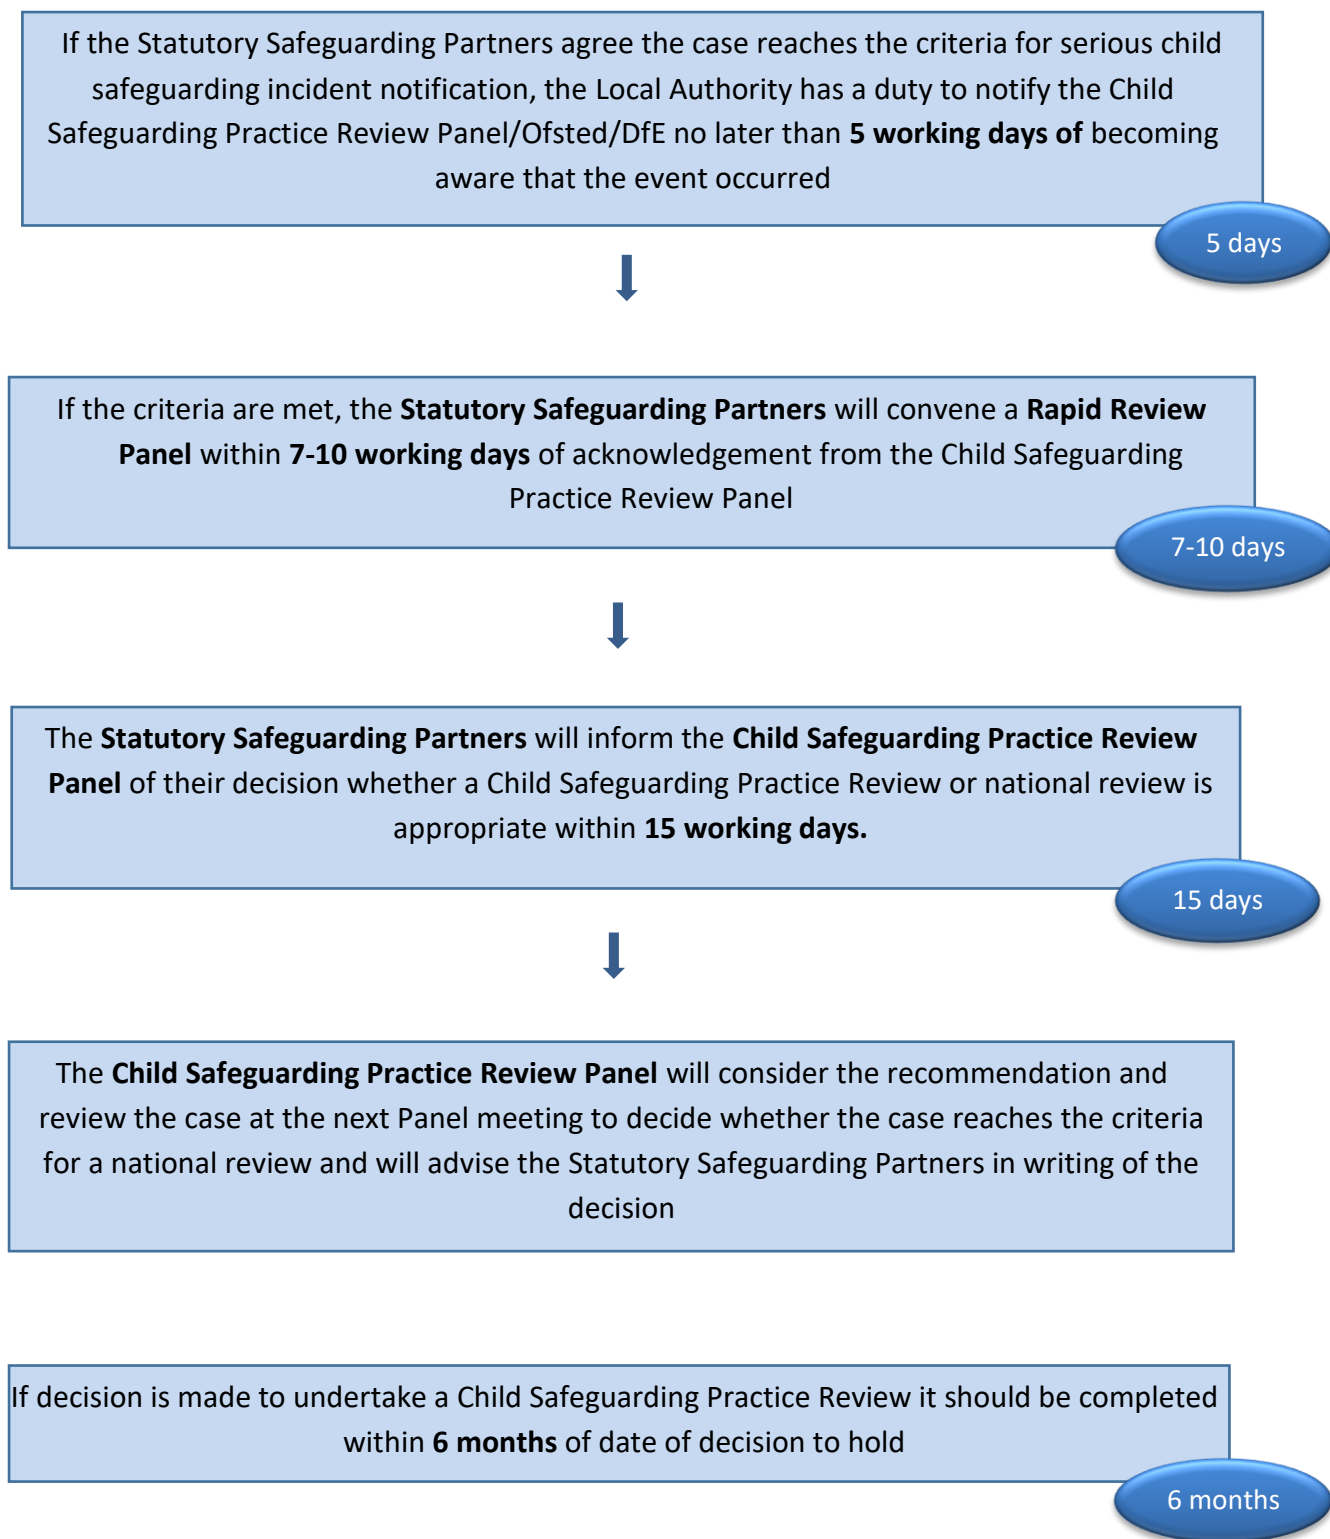 If the Statutory Safeguarding Partners agree the case reaches the criteria for serious child
safeguarding incident notification, the Local Authority has a duty to notify the Child
Safeguarding Practice Review Panel/Ofsted/DfE no later than 5 working days of becoming
aware that the event occurred
5 days
If the criteria are met, the Statutory Safeguarding Partners will convene a Rapid Review
Panel within 7-10 working days of acknowledgement from the Child Safeguarding
Practice Review Panel
7-10 days
The Statutory Safeguarding Partners will inform the Child Safeguarding Practice Review
Panel of their decision whether a Child Safeguarding Practice Review or national review is
appropriate within 15 working days.
15 days
The Child Safeguarding Practice Review Panel will consider the recommendation and
review the case at the next Panel meeting to decide whether the case reaches the criteria
for a national review and will advise the Statutory Safeguarding Partners in writing of the
decision
If decision is made to undertake a Child Safeguarding Practice Review it should be completed
within 6 months of date of decision to hold
6 months